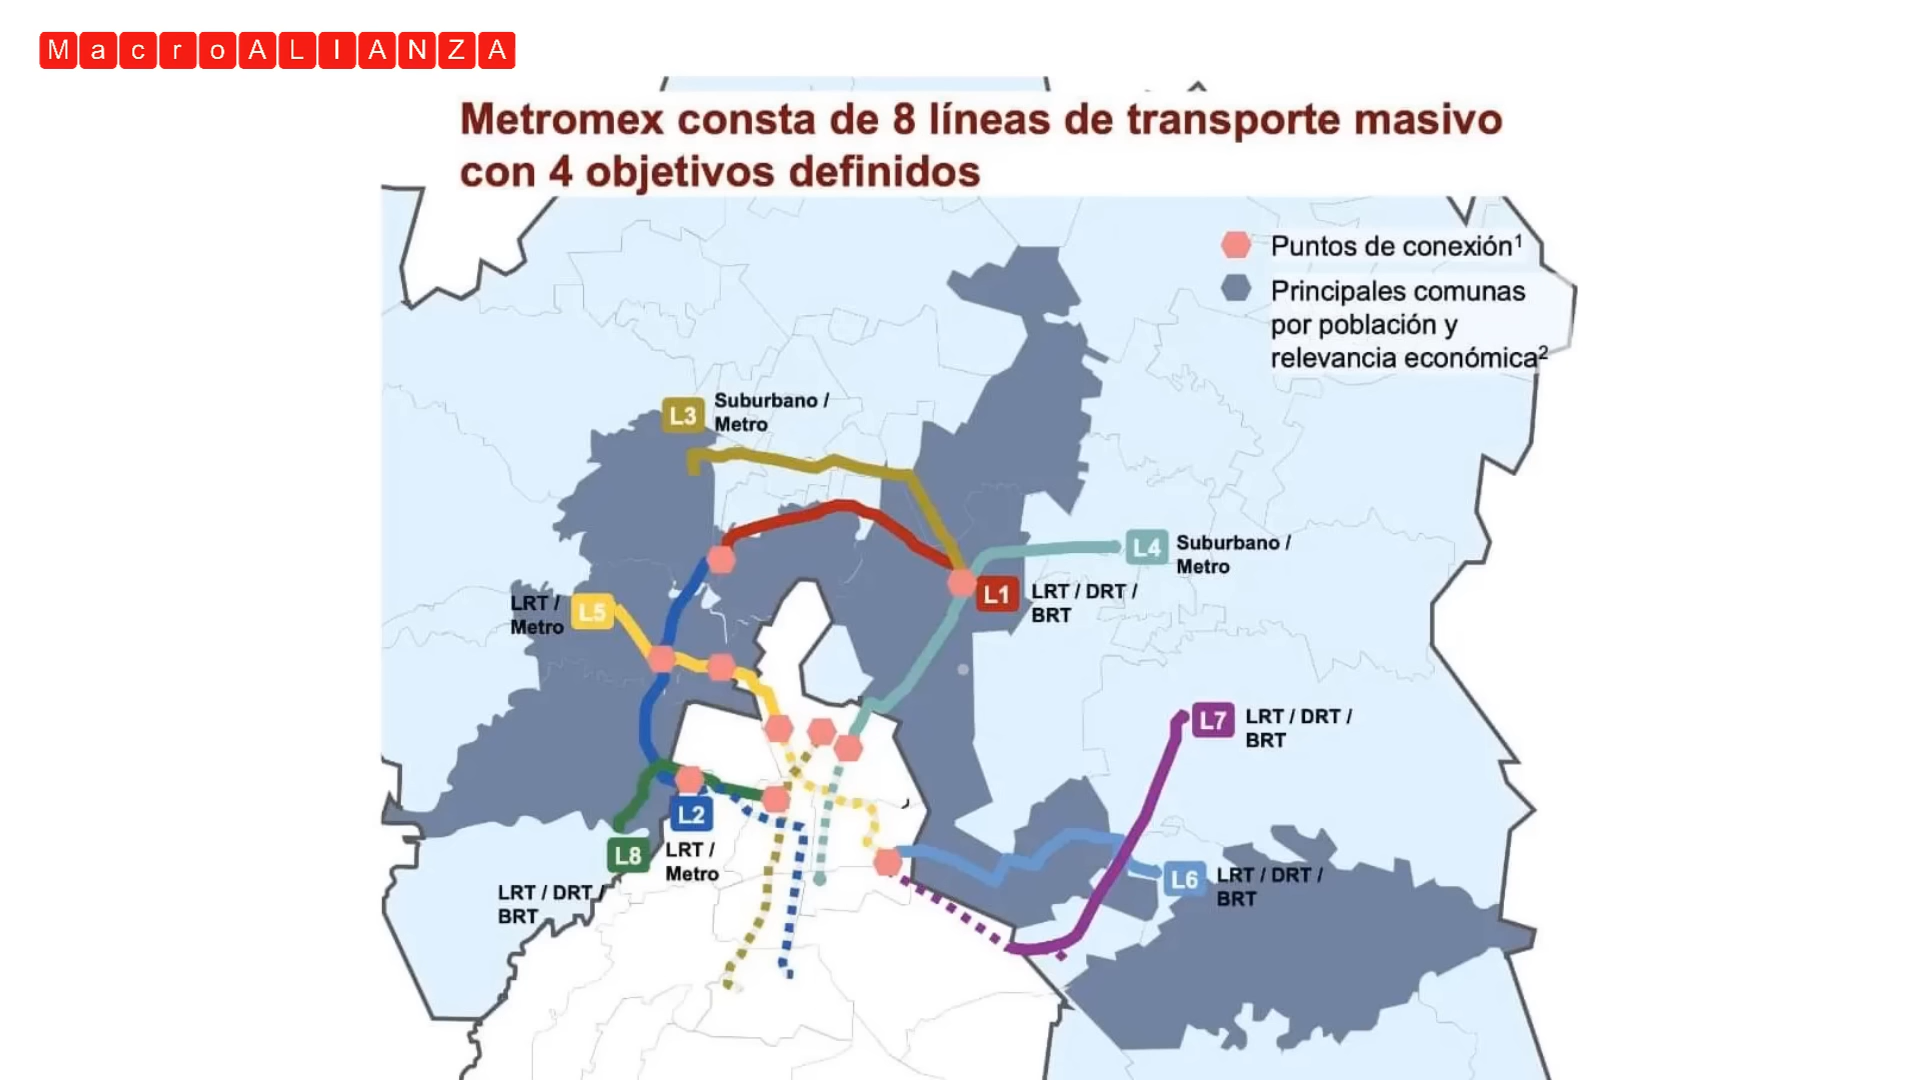 MacroALIANZA
Metromex consta de 8 líneas de transporte masivo
con 4 objetivos definidos
Puntos de conexión¹
Principales comunas
por población y
relevancia económica²
L3
Suburbano /
Metro
L4
Suburbano /
Metro
L1
LRT / DRT /
BRT
LRT /
Metro
L5
L7
LRT / DRT /
BRT
L2
LRT /
Metro
L8
LRT / DRT /
BRT
L6
LRT / DRT /
BRT